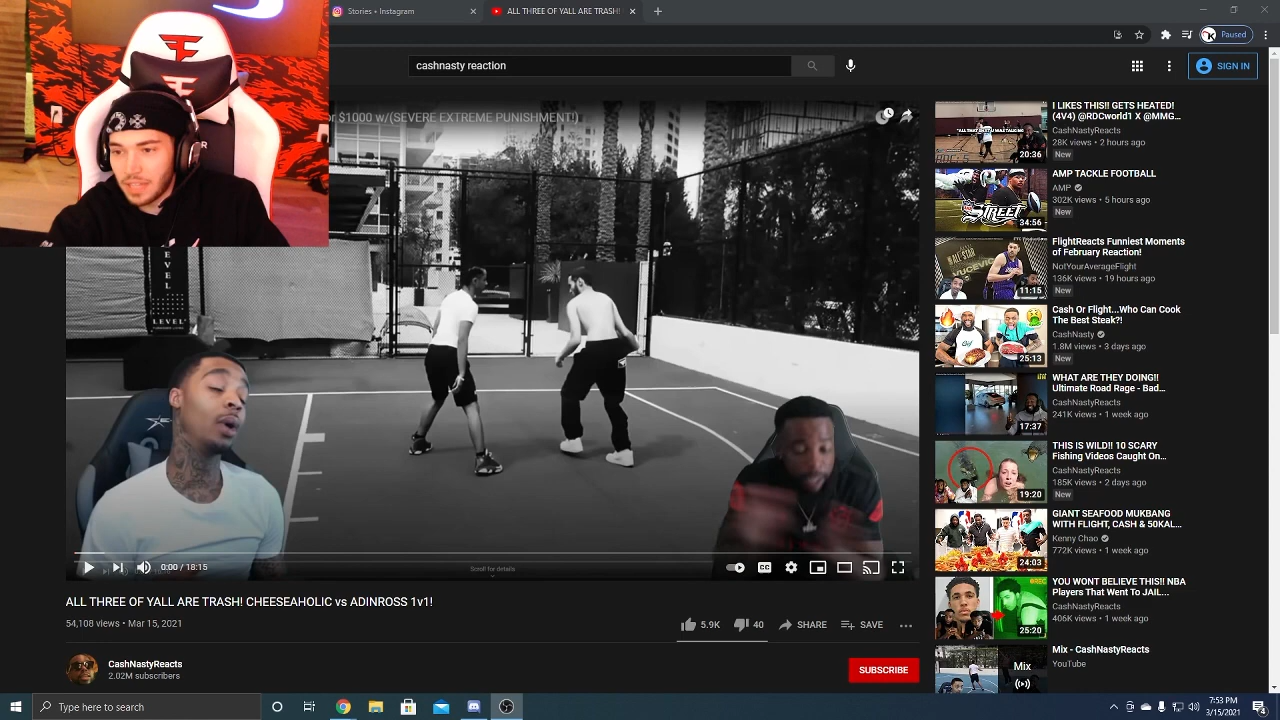 Stories • Instagram
ALL THREE OF YALL ARE TRASH!
Paused
cashnasty reaction
SIGN IN
r $1000 w/(SEVERE EXTREME PUNISHMENT!)
E
V
E
L
LEVEL
0:00 / 18:15
Scroll for details
ALL THREE OF YALL ARE TRASH! CHEESEAHOLIC vs ADINROSS 1v1!
54,108 views • Mar 15, 2021
5.9K
40
SHARE
SAVE
CashNastyReacts
2.02M subscribers
SUBSCRIBE
20:36
I LIKES THIS!! GETS HEATED!
(4V4) @RDCworld1 X @MMG...
CashNastyReacts
28K views • 2 hours ago
New
STREET
34:56
AMP TACKLE FOOTBALL
AMP
302K views • 5 hours ago
New
11:15
FlightReacts Funniest Moments
of February Reaction!
NotYourAverageFlight
136K views • 19 hours ago
New
25:13
Cash Or Flight...Who Can Cook
The Best Steak?!
CashNasty
1.8M views • 3 days ago
New
17:37
WHAT ARE THEY DOING!!
Ultimate Road Rage - Bad...
CashNastyReacts
241K views • 1 week ago
19:20
THIS IS WILD!! 10 SCARY
Fishing Videos Caught On...
CashNastyReacts
185K views • 2 days ago
New
24:03
GIANT SEAFOOD MUKBANG
WITH FLIGHT, CASH & 50KAL...
Kenny Chao
772K views • 1 week ago
25:20
YOU WONT BELIEVE THIS!! NBA
Players That Went To JAIL...
CashNastyReacts
406K views • 1 week ago
Mix
Mix - CashNastyReacts
YouTube
Type here to search
7:53 PM
3/15/2021